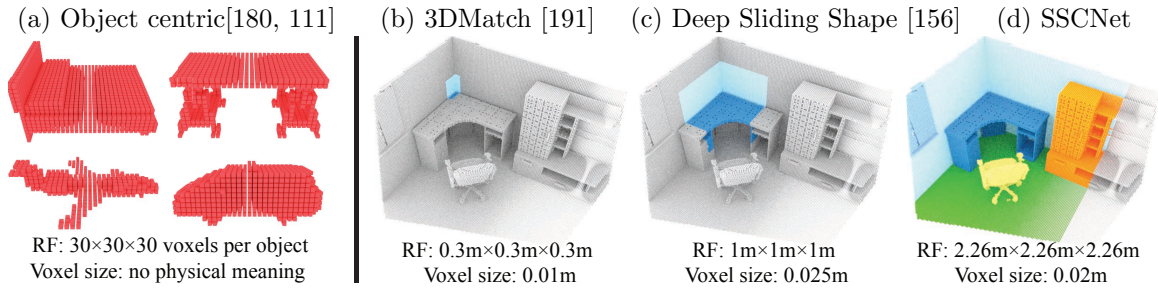 (a) Object centric[180, 111]
(b) 3DMatch [191]
(c) Deep Sliding Shape [156]
(d) SSCNet
RF: 30×30×30 voxels per object
Voxel size: no physical meaning
RF: 0.3m×0.3m×0.3m
Voxel size: 0.01m
RF: 1m×1m×1m
Voxel size: 0.025m
RF: 2.26m×2.26m×2.26m
Voxel size: 0.02m